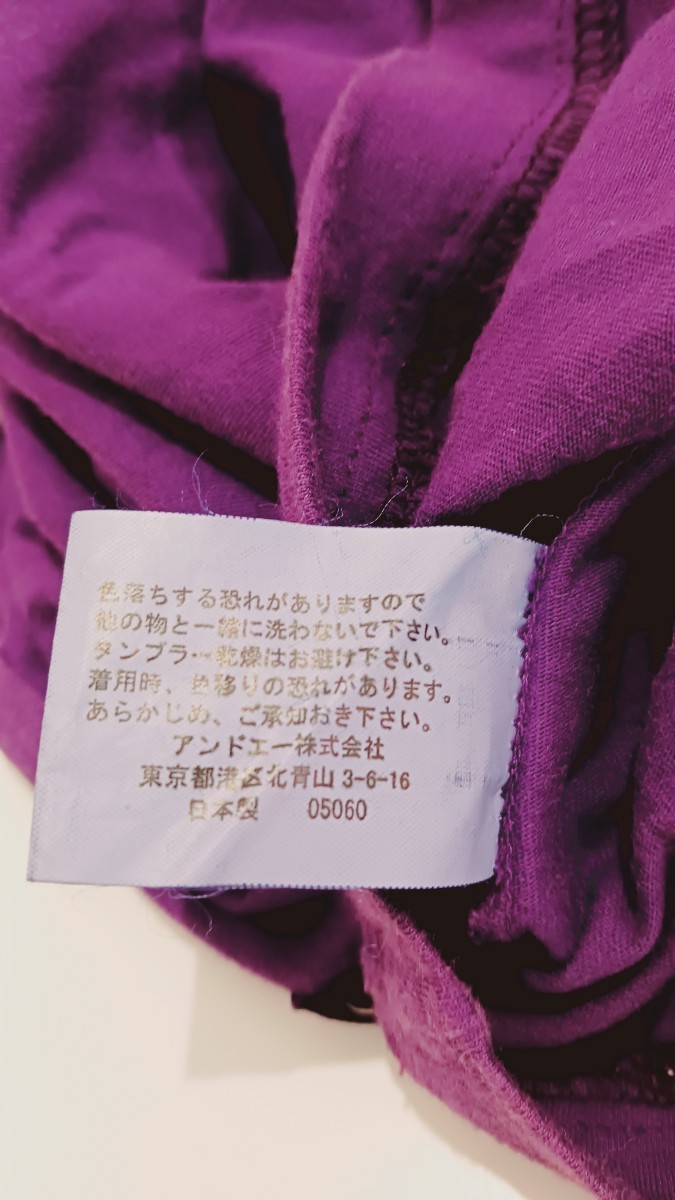 色落ちする恐れがありますので
他の物と一緒に洗わないで下さい。
タンブラー乾燥はお避け下さい。
着用時、色移りの恐れがあります。
あらかじめ、ご承知おき下さい。
アンドエー株式会社
東京都港区北青山 3-6-16
日本製 05060